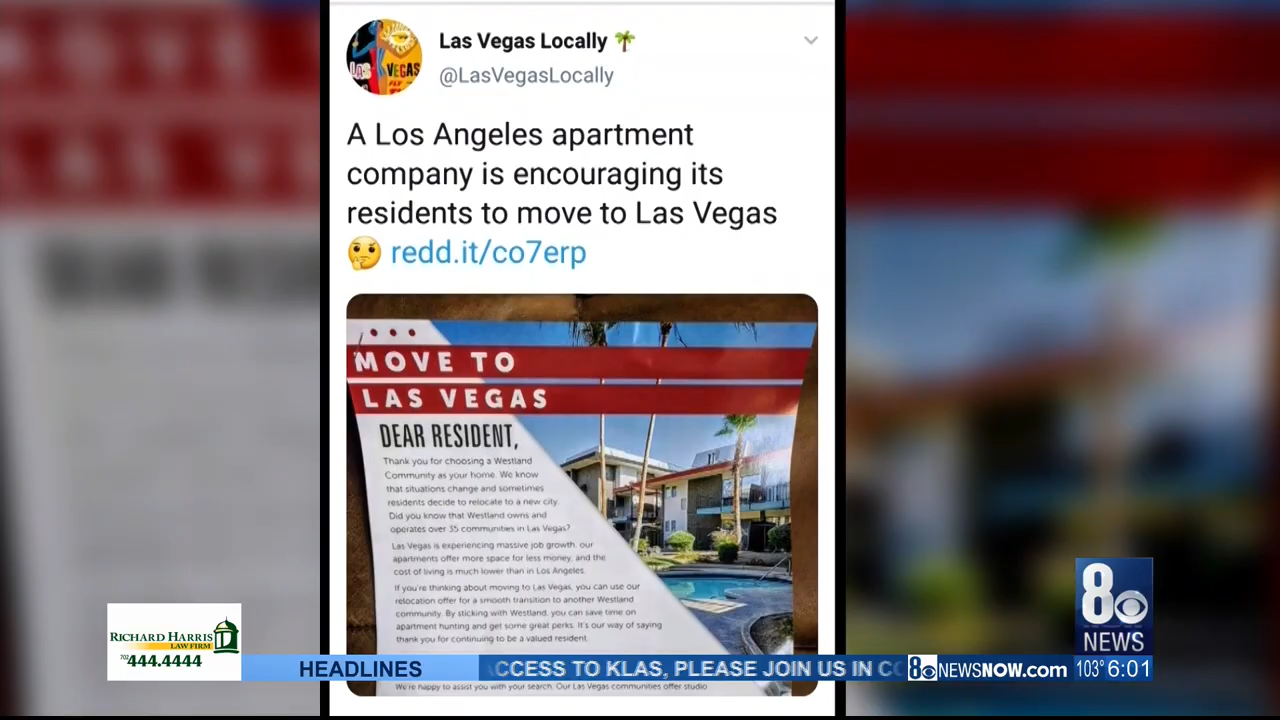 Las Vegas Locally 🌴
@LasVegasLocally
A Los Angeles apartment
company is encouraging its
residents to move to Las Vegas
🤔 redd.it/co7erp
MOVE TO
LAS VEGAS
DEAR RESIDENT,
Thank you for choosing a Westland
Community as your home. We know
that situations change and sometimes
residents decide to relocate to a new city.
Did you know that Westland owns and
operates over 35 communities in Las Vegas?
Las Vegas is experiencing massive job growth, our
apartments offer more space for less money, and the
cost of living is much lower than in Los Angeles.
If you're thinking about moving to Las Vegas, you can use our
relocation offer for a smooth transition to another Westland
community. By sticking with Westland, you can save time on
apartment hunting and get some great perks. It's our way of saying
thank you for continuing to be a valued resident.
We're happy to assist you with your search. Our Las Vegas communities offer studio
RICHARD HARRIS
LAW FIRM
702 444.4444
8 NEWS
HEADLINES
ACCESS TO KLAS, PLEASE JOIN US IN CO
8 NEWSNOW.com
103° 6:01
LAS VEGAS
DEAR RESI